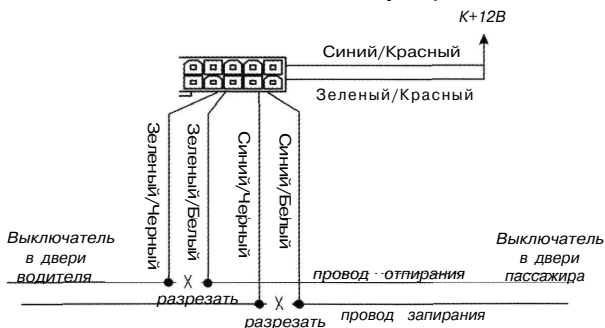 К+12В
Синий/Красный
Зеленый/Красный
Зеленый/Черный
Зеленый/Белый
Синий/Черный
Синий/Белый
Выключатель
в двери
водителя
Выключатель
в двери
пассажира
X
провод отпирания
разрезать
X
провод запирания
разрезать